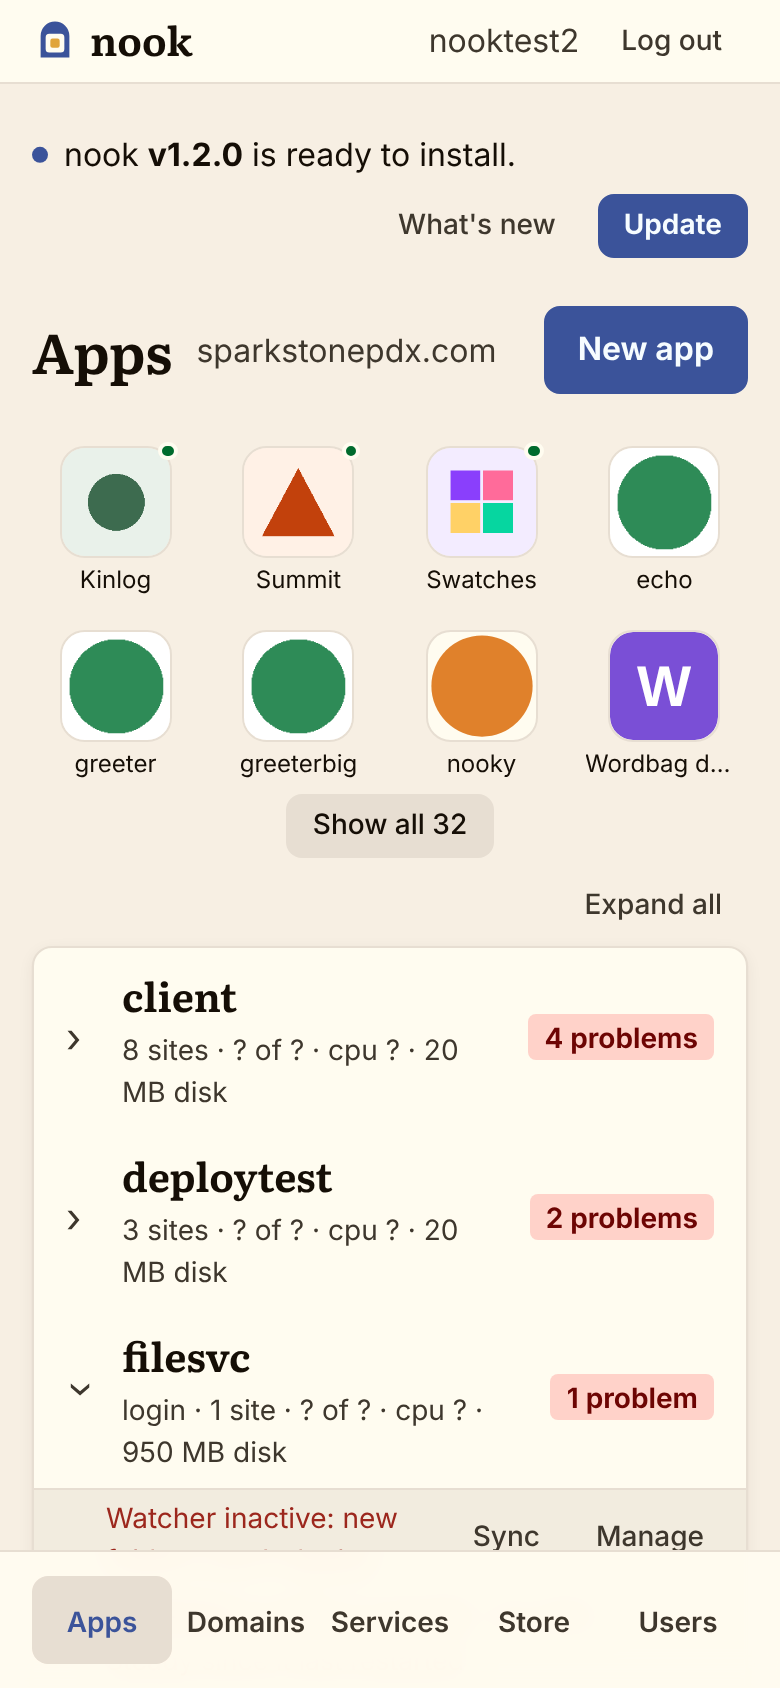 nook
nooktest2
Log out
nook v1.2.0 is ready to install.
What's new
Update
Apps
sparkstonepdx.com
New app
Kinlog
Summit
Swatches
echo
greeter
greeterbig
nooky
W
Wordbag d...
Show all 32
Expand all
client
8 sites · ? of ? · cpu ? · 20
MB disk
4 problems
deploytest
3 sites · ? of ? · cpu ? · 20
MB disk
2 problems
filesvc
login · 1 site · ? of ? · cpu ? ·
950 MB disk
1 problem
Watcher inactive: new
Sync
Manage
Apps
Domains
Services
Store
Users